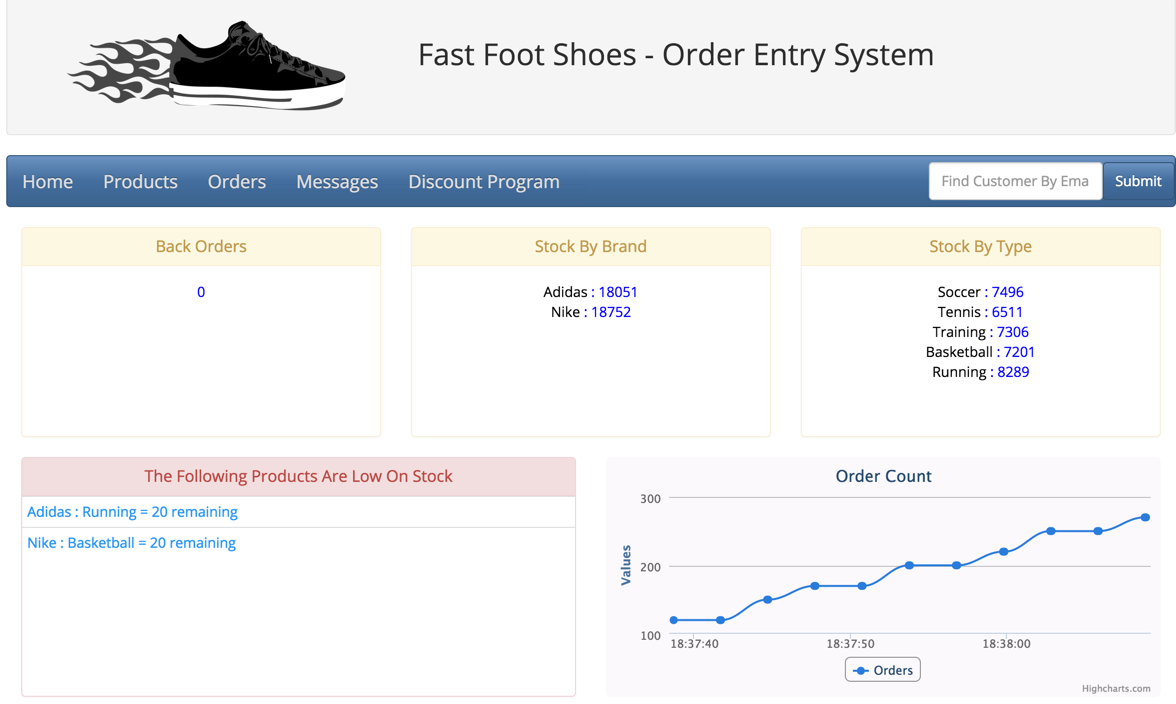 Fast Foot Shoes - Order Entry System
Home Products Orders Messages Discount Program Find Customer By Ema Submit
Back Orders
0
Stock By Brand
Adidas : 18051
Nike : 18752
Stock By Type
Soccer : 7496
Tennis : 6511
Training : 7306
Basketball : 7201
Running : 8289
The Following Products Are Low On Stock
Adidas : Running = 20 remaining
Nike : Basketball = 20 remaining
Order Count
Values
300
200
100
18:37:40 18:37:50 18:38:00
Orders
Highcharts.com